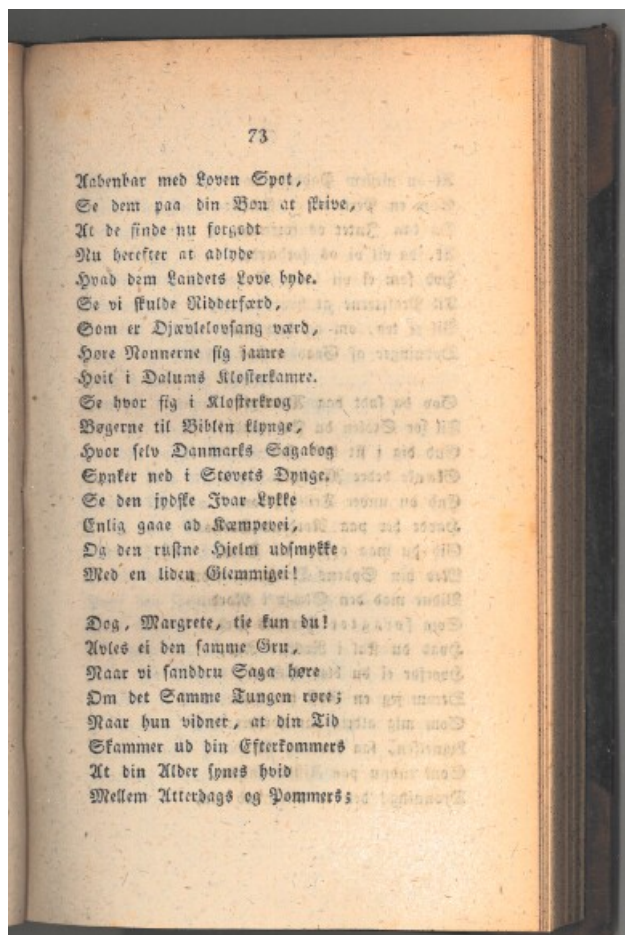 73
Aabenbar med Loven Spot,
Se dem paa din Bon at skrive,
At de finde nu forgodt
Nu herefter at adlyde
Hvad dem Landets Love byde.
Se vi skulde Ridderfærd,
Som er Djævlelovsang værd,
Høre Nonnerne sig jamre
Høit i Dalums Klosterkamre.
Se hvor sig i Klosterkrog
Bøgerne til Biblen klynge,
Hvor selv Danmarks Sagabog
Synker ned i Støvets Dynge.
Se den jydske Ivar Lykke
Enlig gaae ad Kæmpevei,
Og den rustne Hjelm udsmykke
Med en liden Glemmigei!
Dog, Margrete, tie kun du!
Avles ei den samme Gru,
Naar vi sanddru Saga høre
Om det Samme Tungen røre;
Naar hun vidner, at din Tid
Skammer ud din Efterkommers
At din Alder synes hvid
Mellem Atterdags og Pommers;